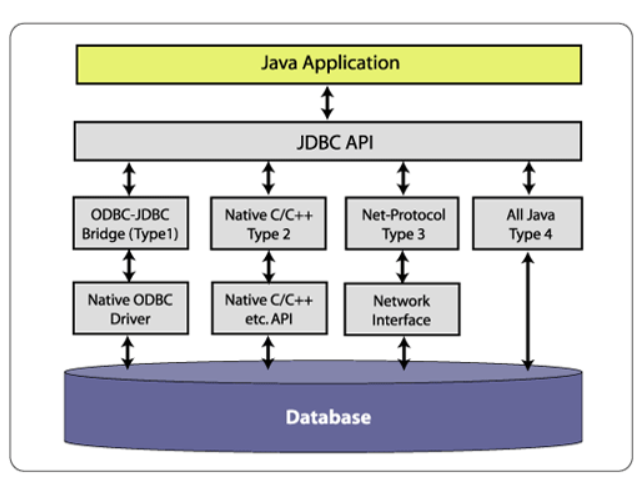 Java Application
JDBC API
ODBC-JDBC
Bridge (Type1)
Native C/C++
Type 2
Net-Protocol
Type 3
All Java
Type 4
Native ODBC
Driver
Native C/C++
etc. API
Network
Interface
Database